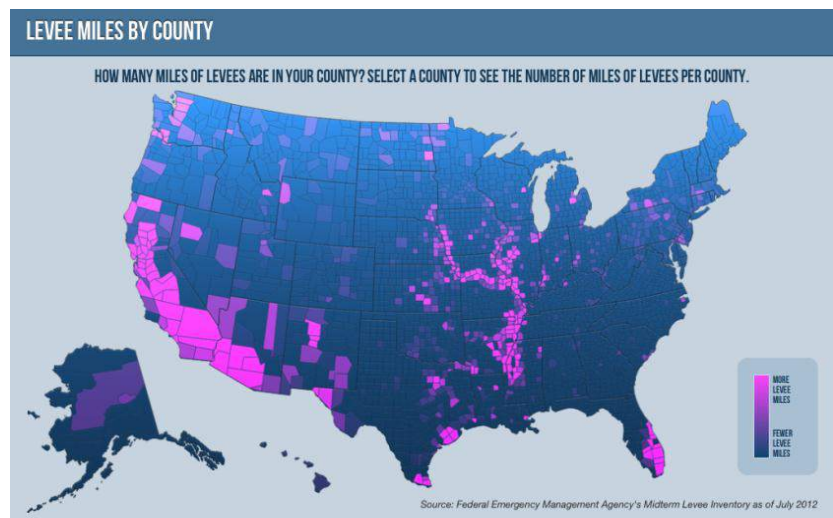 LEVEE MILES BY COUNTY
HOW MANY MILES OF LEVEES ARE IN YOUR COUNTY? SELECT A COUNTY TO SEE THE NUMBER OF MILES OF LEVEES PER COUNTY.
MORE
LEVEE
MILES
FEWER
LEVEE
MILES
Source: Federal Emergency Management Agency's Midterm Levee Inventory as of July 2012